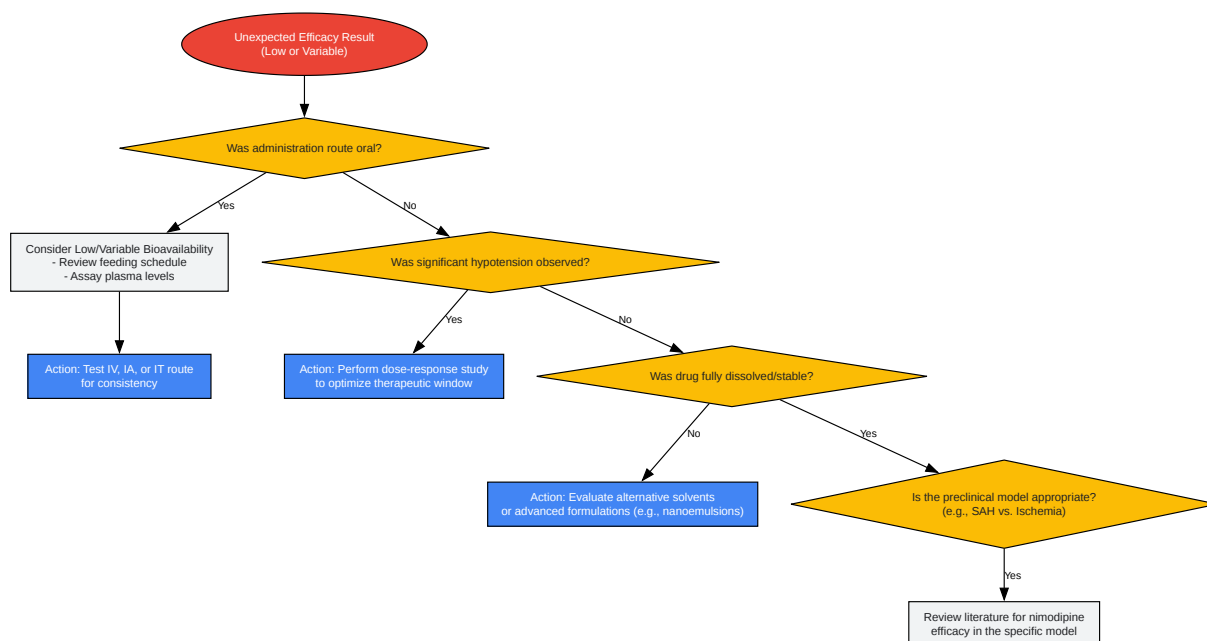 Unexpected Efficacy Result
(Low or Variable)
Was administration route oral?
Yes
No
Consider Low/Variable Bioavailability
- Review feeding schedule
- Assay plasma levels
Was significant hypotension observed?
Yes
No
Action: Test IV, IA, or IT route
for consistency
Action: Perform dose-response study
to optimize therapeutic window
Was drug fully dissolved/stable?
No
Yes
Action: Evaluate alternative solvents
or advanced formulations (e.g., nanoemulsions)
Is the preclinical model appropriate?
(e.g., SAH vs. Ischemia)
Yes
Review literature for nimodipine
efficacy in the specific model